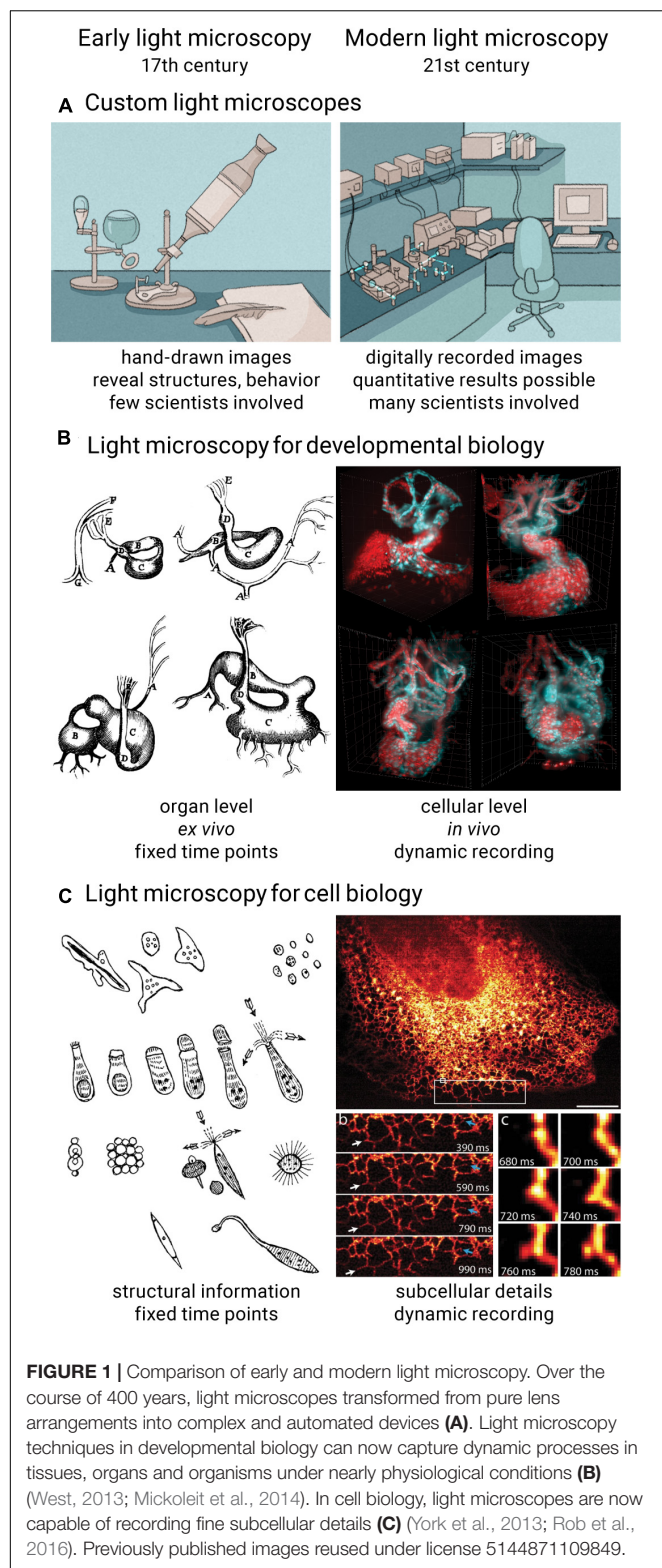 Early light microscopy
17th century
Modern light microscopy
21st century
A Custom light microscopes
hand-drawn images
reveal structures, behavior
few scientists involved
digitally recorded images
quantitative results possible
many scientists involved
B Light microscopy for developmental biology
F
E
D
B
A
C
G
E
D
A
B
C
A
A
A
B
C
D
A
B
A
D
C
organ level
ex vivo
fixed time points
cellular level
in vivo
dynamic recording
C Light microscopy for cell biology
b
390 ms
590 ms
790 ms
990 ms
c
680 ms
700 ms
720 ms
740 ms
760 ms
780 ms
structural information
fixed time points
subcellular details
dynamic recording
FIGURE 1 | Comparison of early and modern light microscopy. Over the
course of 400 years, light microscopes transformed from pure lens
arrangements into complex and automated devices (A). Light microscopy
techniques in developmental biology can now capture dynamic processes in
tissues, organs and organisms under nearly physiological conditions (B)
(West, 2013; Mickoleit et al., 2014). In cell biology, light microscopes are now
capable of recording fine subcellular details (C) (York et al., 2013; Rob et al.,
2016). Previously published images reused under license 5144871109849.